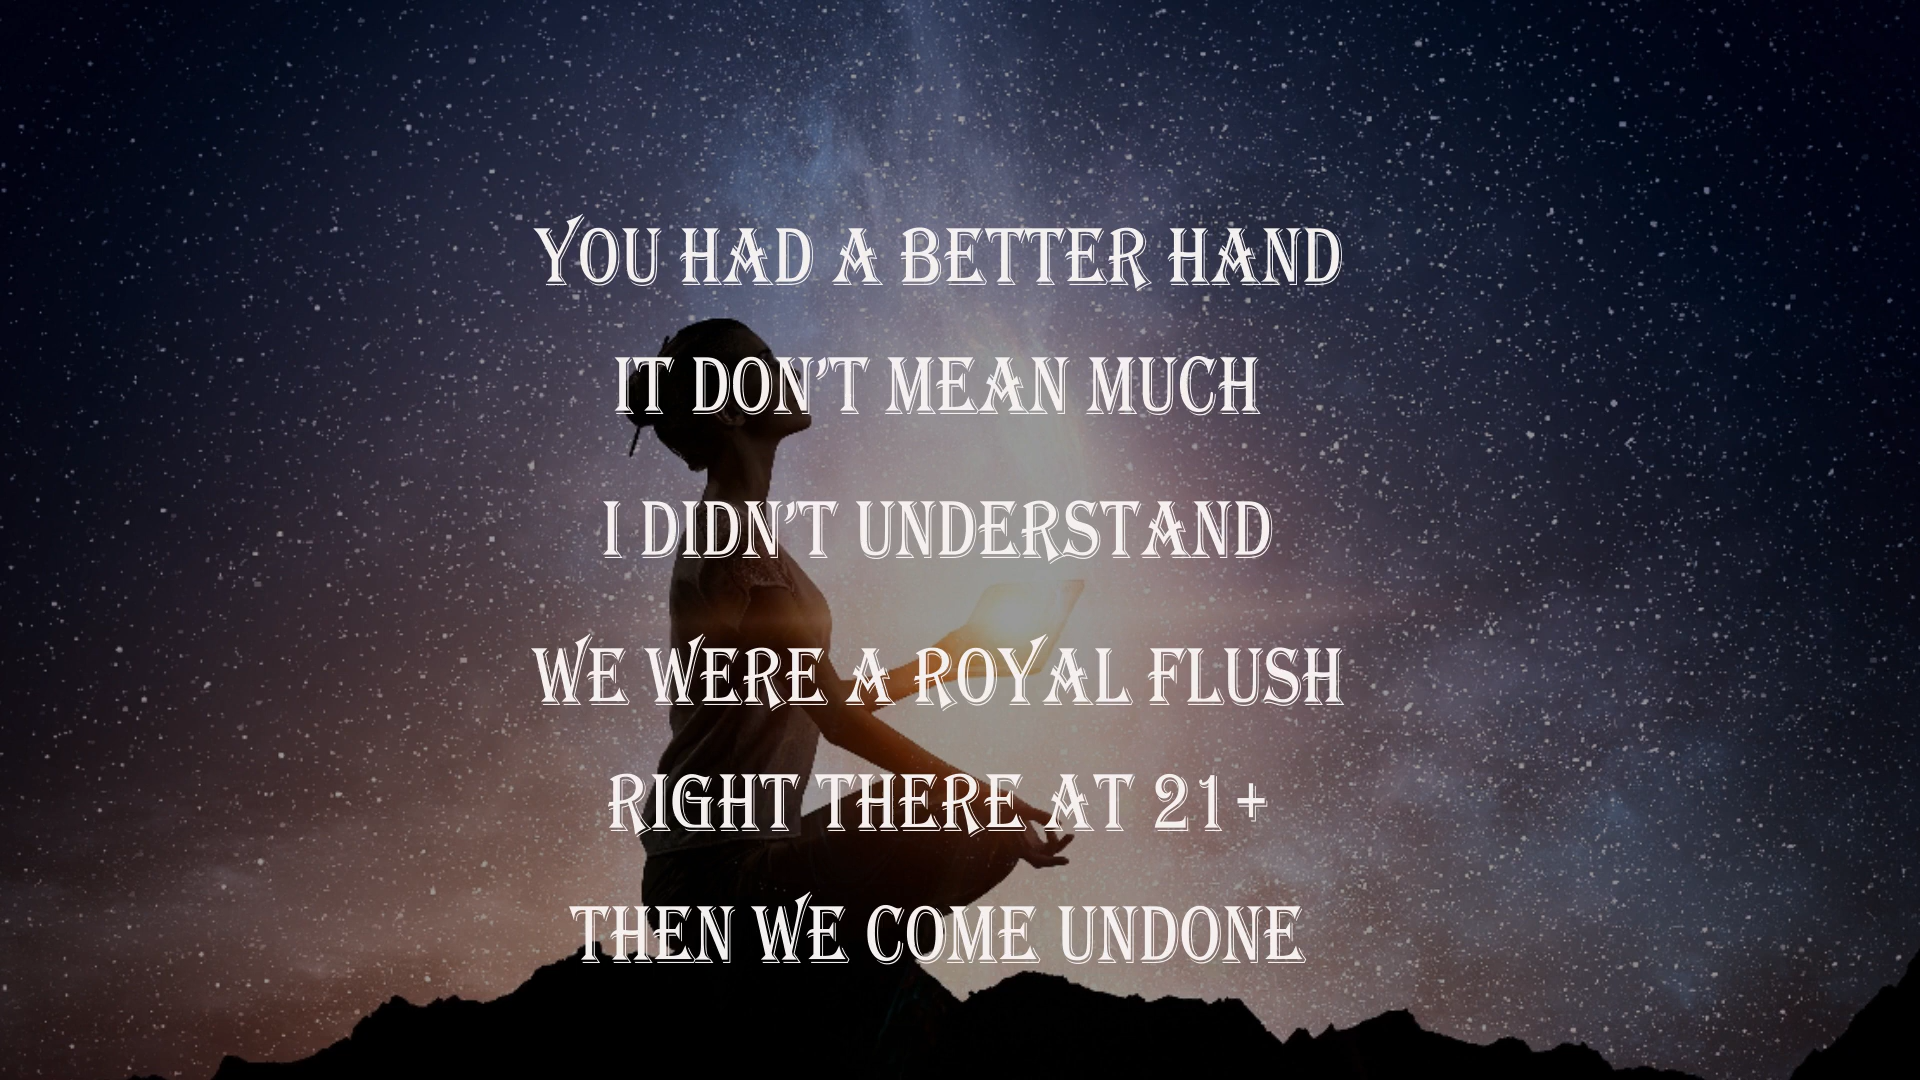 YOU HAD A BETTER HAND
IT DON'T MEAN MUCH
I DIDN'T UNDERSTAND
WE WERE A ROYAL FLUSH
RIGHT THERE AT 21+
THEN WE COME UNDONE